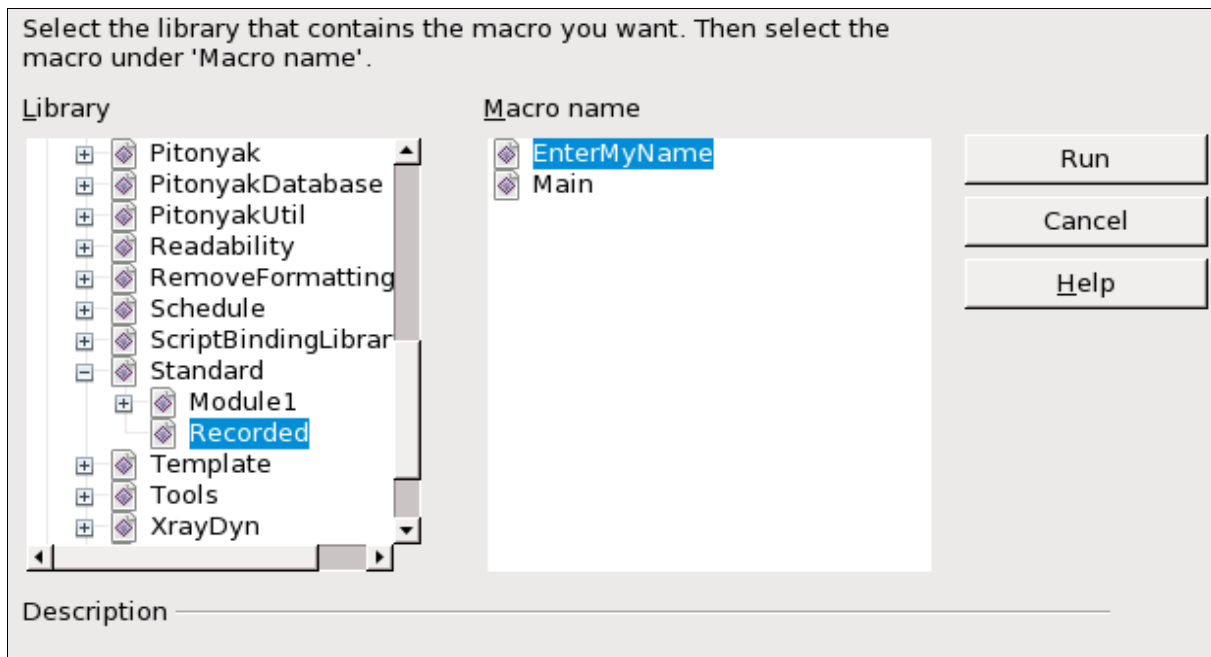 Select the library that contains the macro you want. Then select the
macro under 'Macro name'.
Library
Pitonyak
PitonyakDatabase
PitonyakUtil
Readability
RemoveFormatting
Schedule
ScriptBindingLibrar
Standard
Module1
Recorded
Template
Tools
XrayDyn
Macro name
EnterMyName
Main
Run
Cancel
Help
Description